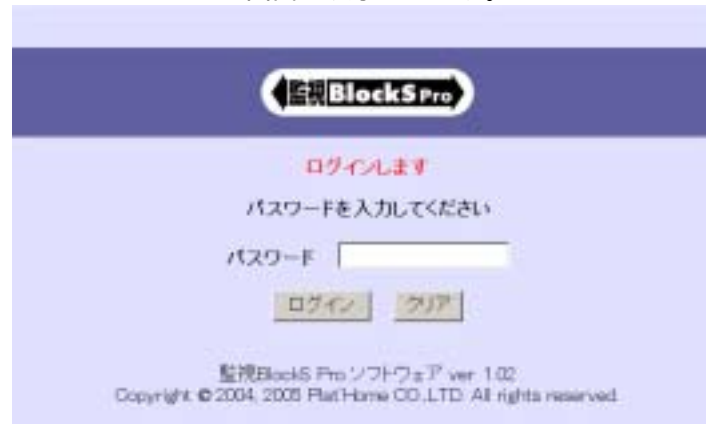 監視BlockS Pro
ログインします
パスワードを入力してください
パスワード
ログイン クリア
監視BlockS Pro ソフトウェア ver 1.02
Copyright © 2004, 2005 Plat'Home CO.,LTD. All rights reserved.